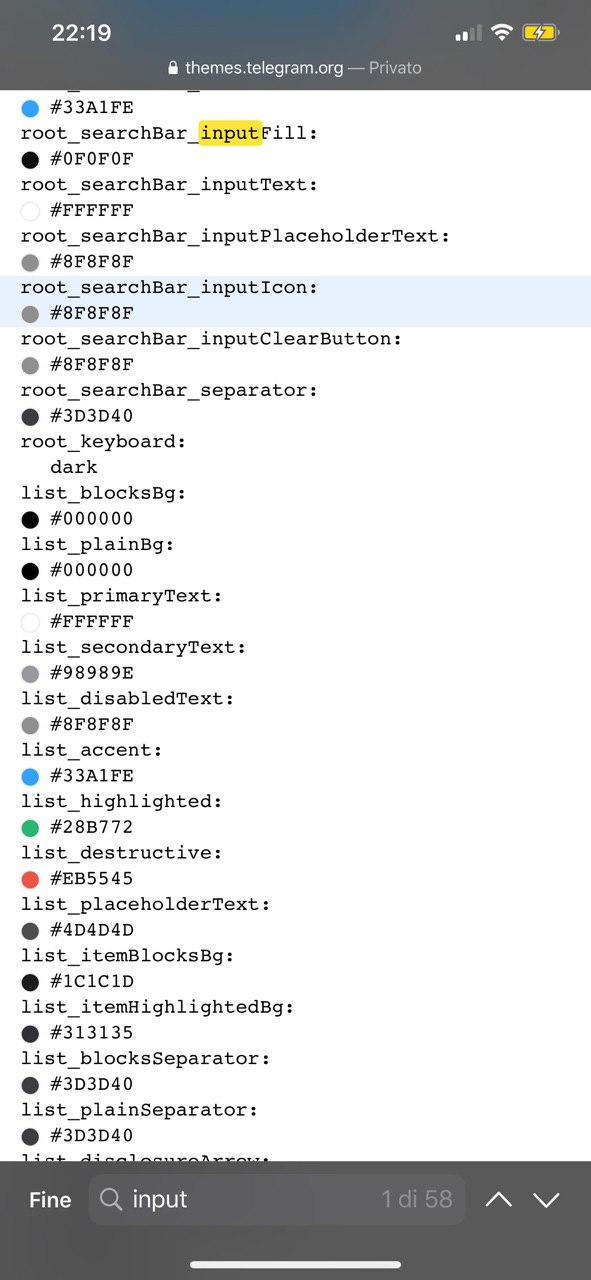 22:19
themes.telegram.org — Privato
#33A1FE
root_searchBar_inputFill:
#0F0F0F
root_searchBar_inputText:
#FFFFFF
root_searchBar_inputPlaceholderText:
#8F8F8F
root_searchBar_inputIcon:
#8F8F8F
root_searchBar_inputClearButton:
#8F8F8F
root_searchBar_separator:
#3D3D40
root_keyboard:
dark
list_blocksBg:
#000000
list_plainBg:
#000000
list_primaryText:
#FFFFFF
list_secondaryText:
#98989E
list_disabledText:
#8F8F8F
list_accent:
#33A1FE
list_highlighted:
#28B772
list_destructive:
#EB5545
list_placeholderText:
#4D4D4D
list_itemBlocksBg:
#1C1C1D
list_itemHighlightedBg:
#313135
list_blocksSeparator:
#3D3D40
list_plainSeparator:
#3D3D40
list_disclosureArrow:
Fine
input
1 di 58